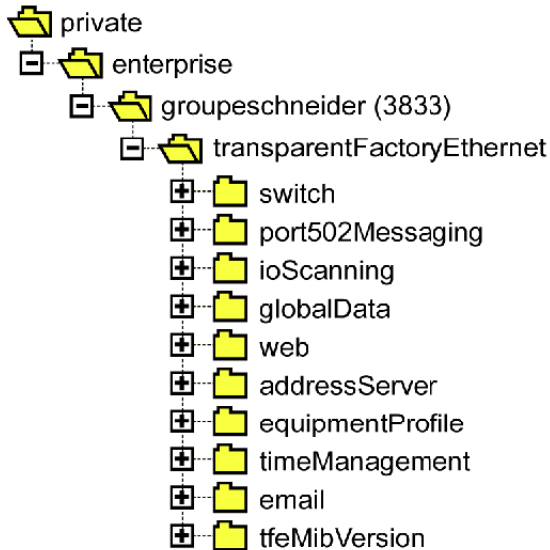 private
enterprise
groupeschneider (3833)
transparentFactoryEthernet
switch
port502Messaging
ioScanning
globalData
web
addressServer
equipmentProfile
timeManagement
email
tfeMibVersion